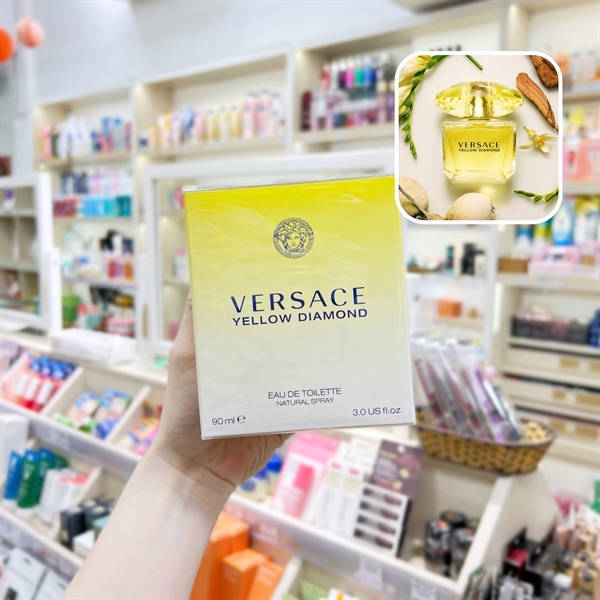 VERSACE
YELLOW DIAMOND
VERSACE
YELLOW DIAMOND
EAU DE TOILETTE
NATURAL SPRAY
90 ml ℮ 3.0 US fl.oz.